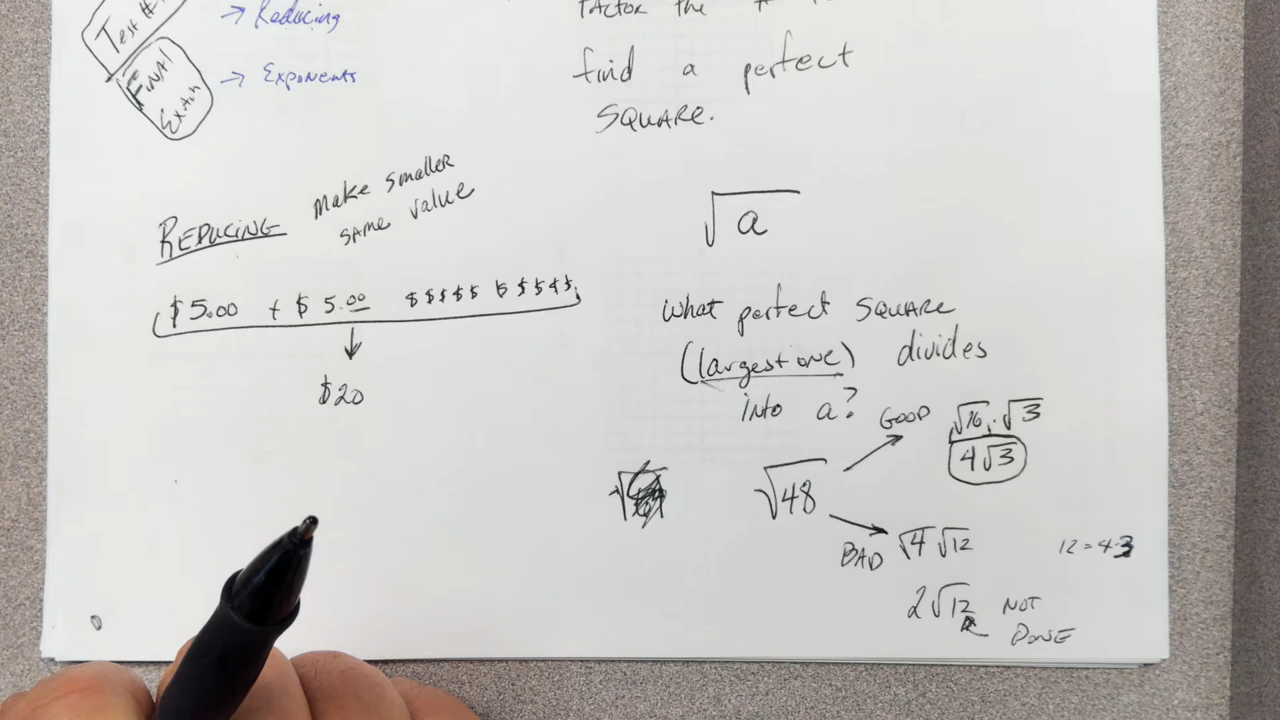 Test #
→ Reducing
FINAL
EXAM
→ Exponents
factor the #
find a perfect
SQUARE.
REDUCING make smaller
same value
$5.00 + $ 5.00 $ $ $ $ $ $ $ $ $ $
$20
√a
what perfect SQUARE
(largest one) divides
into a?
√48
GOOD √16 · √3
4√3
BAD √4 √12
12 = 4·3
2√12 NOT
DONE